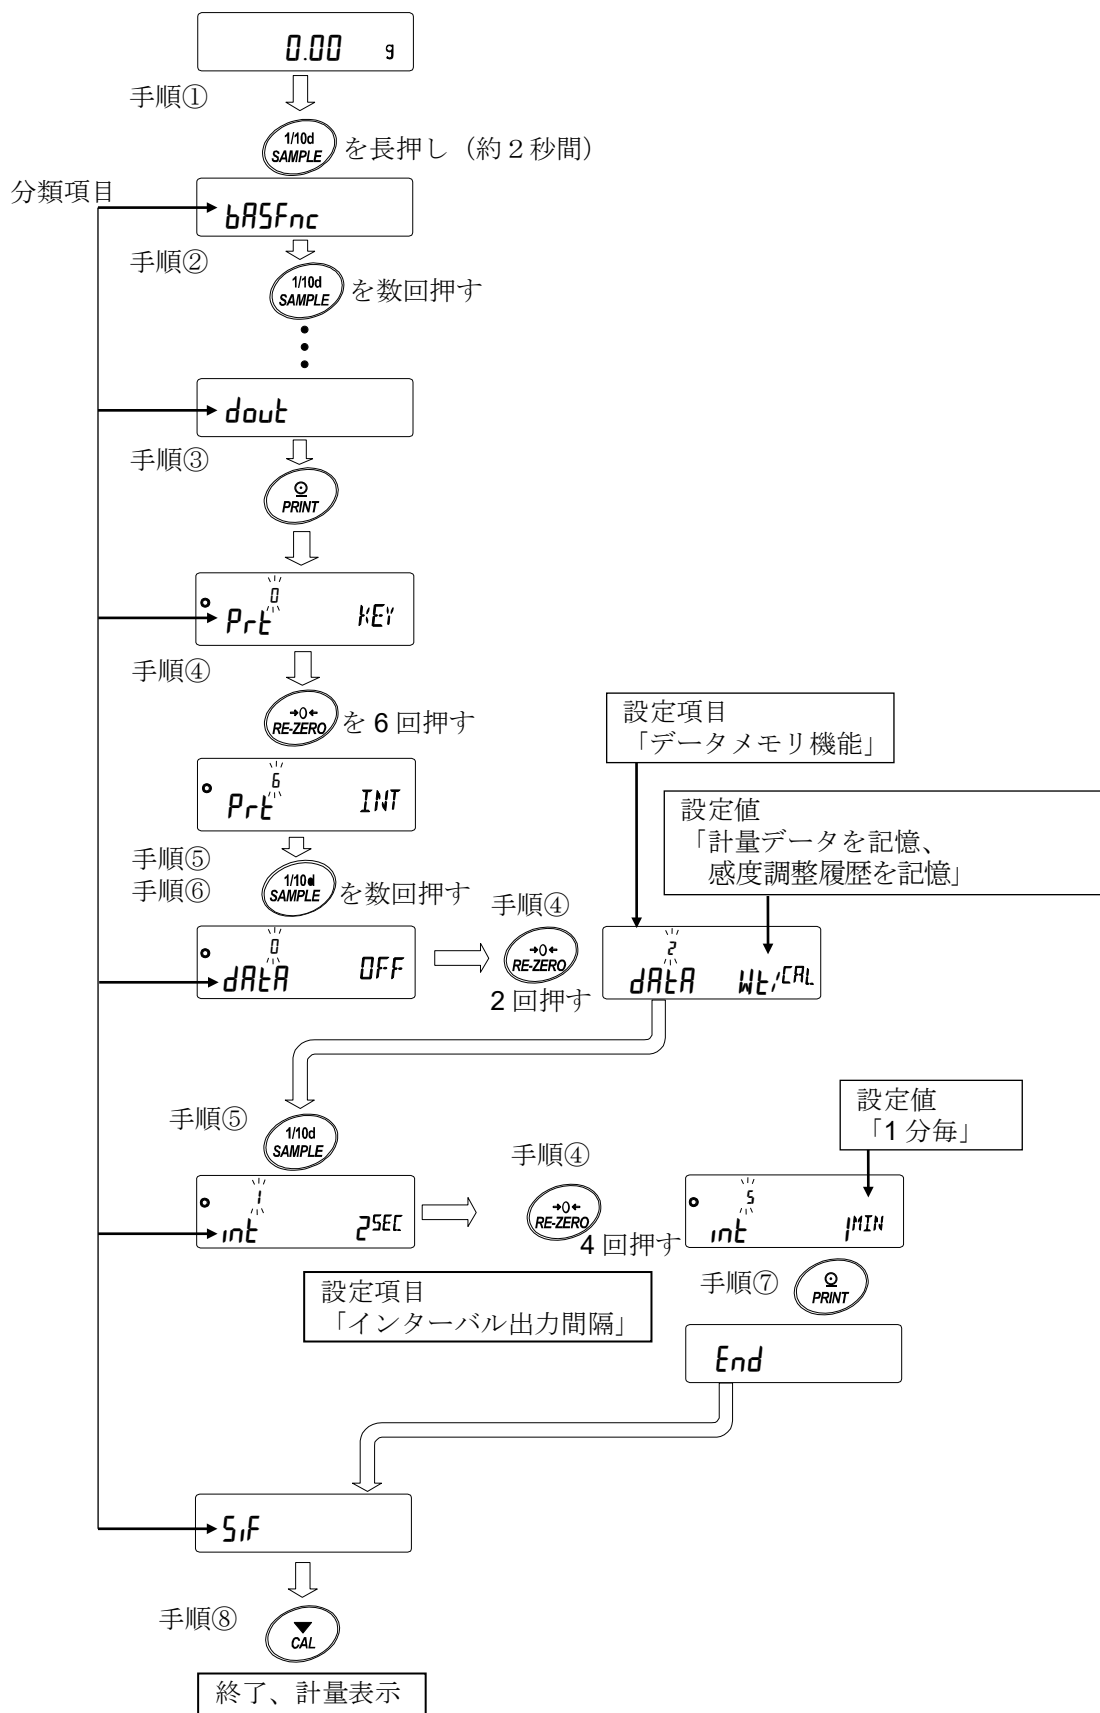 0.00 g
手順①
1/10d
SAMPLE
を長押し（約２秒間）
分類項目
bASFnc
手順②
1/10d
SAMPLE
を数回押す
dout
手順③
PRINT
0
Prt KEY
手順④
→0←
RE-ZERO
を 6 回押す
6
Prt INT
手順⑤
手順⑥
1/10d
SAMPLE
を数回押す
0
dAtA OFF
手順④
→0←
RE-ZERO
2 回押す
設定項目
「データメモリ機能」
設定値
「計量データを記憶、
感度調整履歴を記憶」
2
dAtA Wt/CAL
手順⑤
1/10d
SAMPLE
1
int 2SEC
手順④
→0←
RE-ZERO
4 回押す
設定値
「1 分毎」
5
int 1MIN
設定項目
「インターバル出力間隔」
手順⑦
PRINT
End
SiF
手順⑧
CAL
終了、計量表示